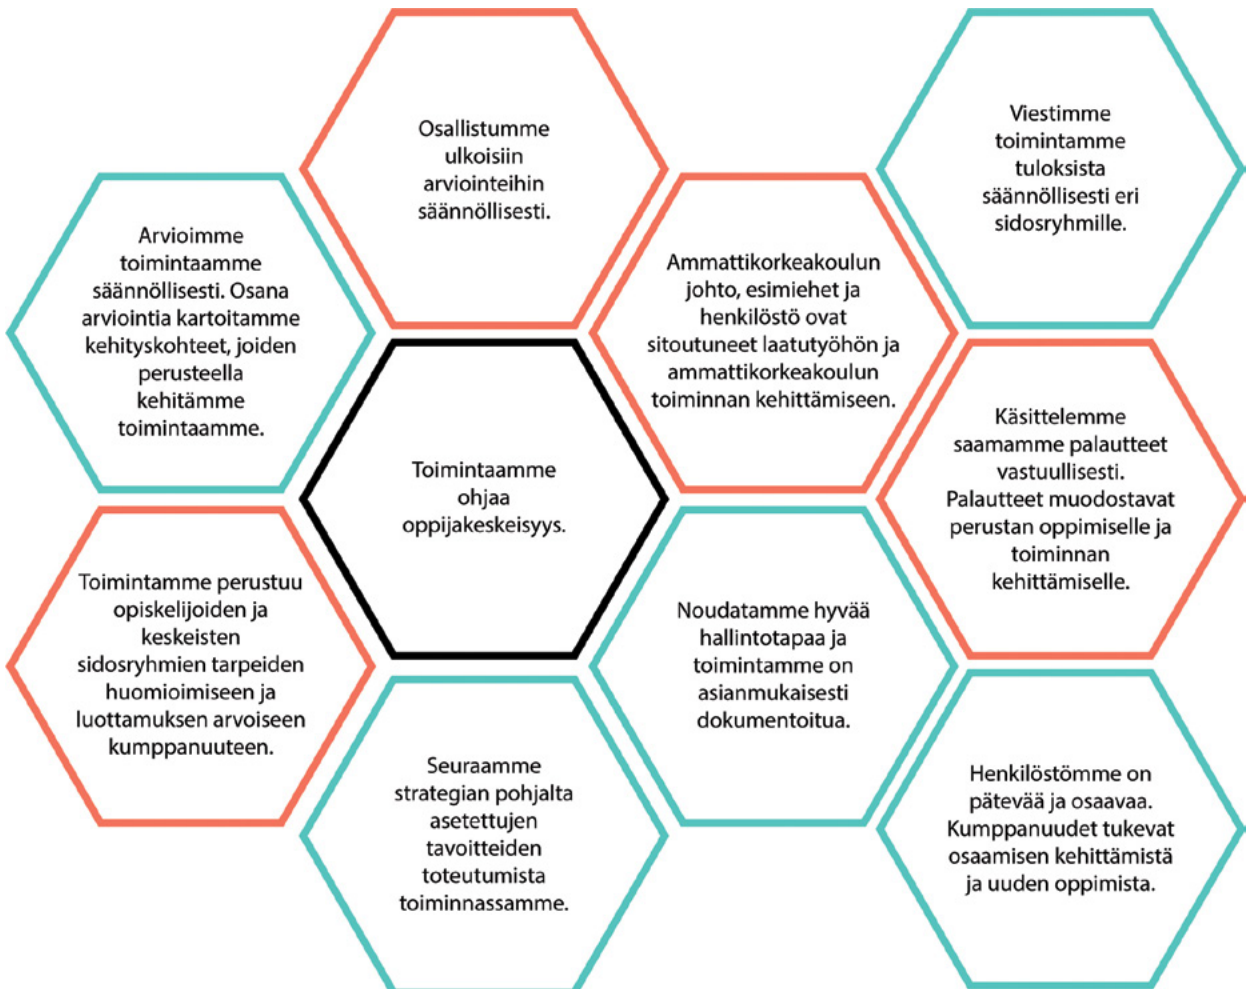 Osallistumme
ulkoisiin
arviointeihin
säännöllisesti.
Viestimme
toimintamme
tuloksista
säännöllisesti eri
sidosryhmille.
Arvioimme
toimintaamme
säännöllisesti. Osana
arviointia kartoitamme
kehityskohteet, joiden
perusteella
kehitämme
toimintaamme.
Ammattikorkeakoulun
johto, esimiehet ja
henkilöstö ovat
sitoutuneet laatutyöhön ja
ammattikorkeakoulun
toiminnan kehittämiseen.
Toimintaamme
ohjaa
oppijakeskeisyys.
Käsittelemme
saamamme palautteet
vastuullisesti.
Palautteet muodostavat
perustan oppimiselle ja
toiminnan
kehittämiselle.
Toimintamme perustuu
opiskelijoiden ja
keskeisten
sidosryhmien tarpeiden
huomioimiseen ja
luottamuksen arvoiseen
kumppanuuteen.
Noudatamme hyvää
hallintotapaa ja
toimintamme on
asianmukaisesti
dokumentoitua.
Seuraamme
strategian pohjalta
asetettujen
tavoitteiden
toteutumista
toiminnassamme.
Henkilöstömme on
pätevää ja osaavaa.
Kumppanuudet tukevat
osaamisen kehittämistä
ja uuden oppimista.